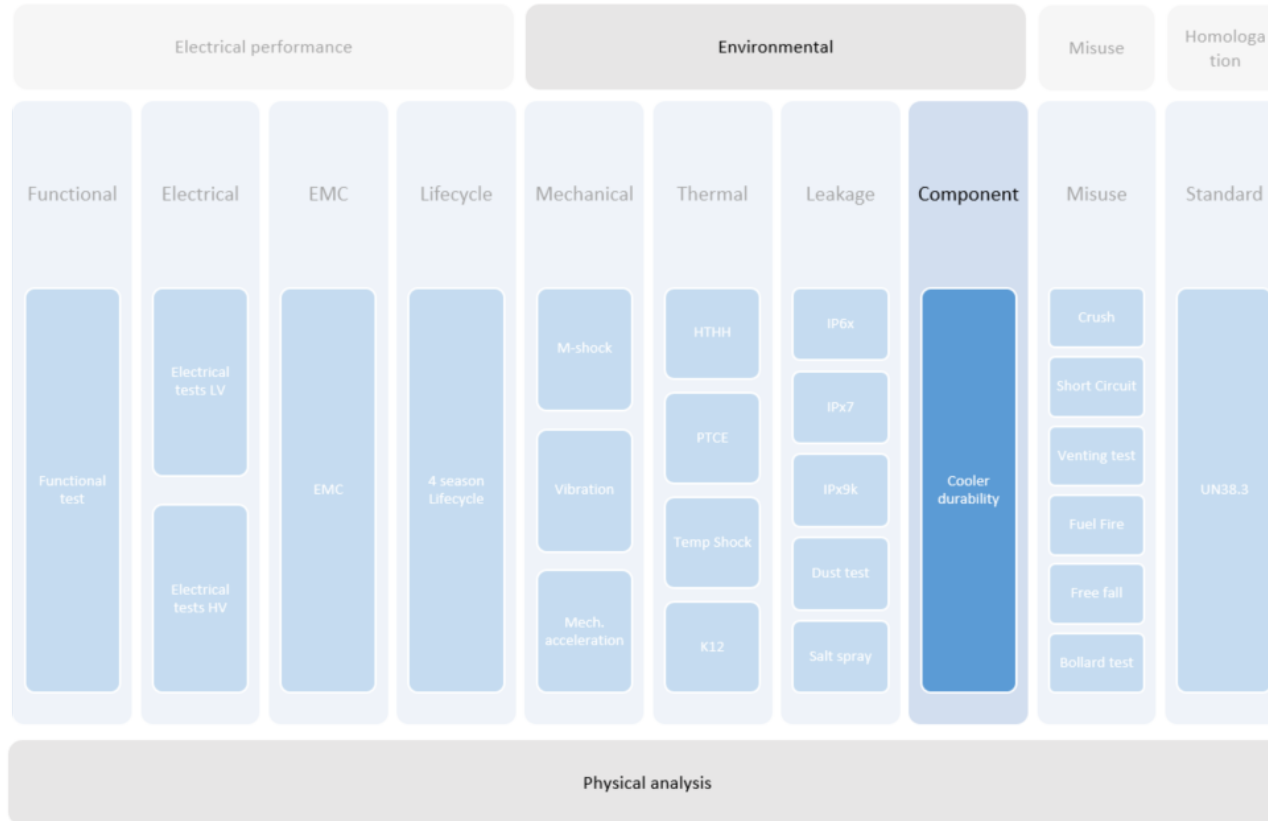 Electrical performance
Environmental
Misuse
Homologa
tion
Functional
Electrical
EMC
Lifecycle
Mechanical
Thermal
Leakage
Component
Misuse
Standard
Functional
test
Electrical
tests LV
Electrical
tests HV
EMC
4 season
Lifecycle
M-shock
Vibration
Mech.
acceleration
HTHH
PTCE
Temp Shock
K12
IP6x
IPx7
IPx9k
Dust test
Salt spray
Cooler
durability
Crush
Short Circuit
Venting test
Fuel Fire
Free fall
Bollard test
UN38.3
Physical analysis